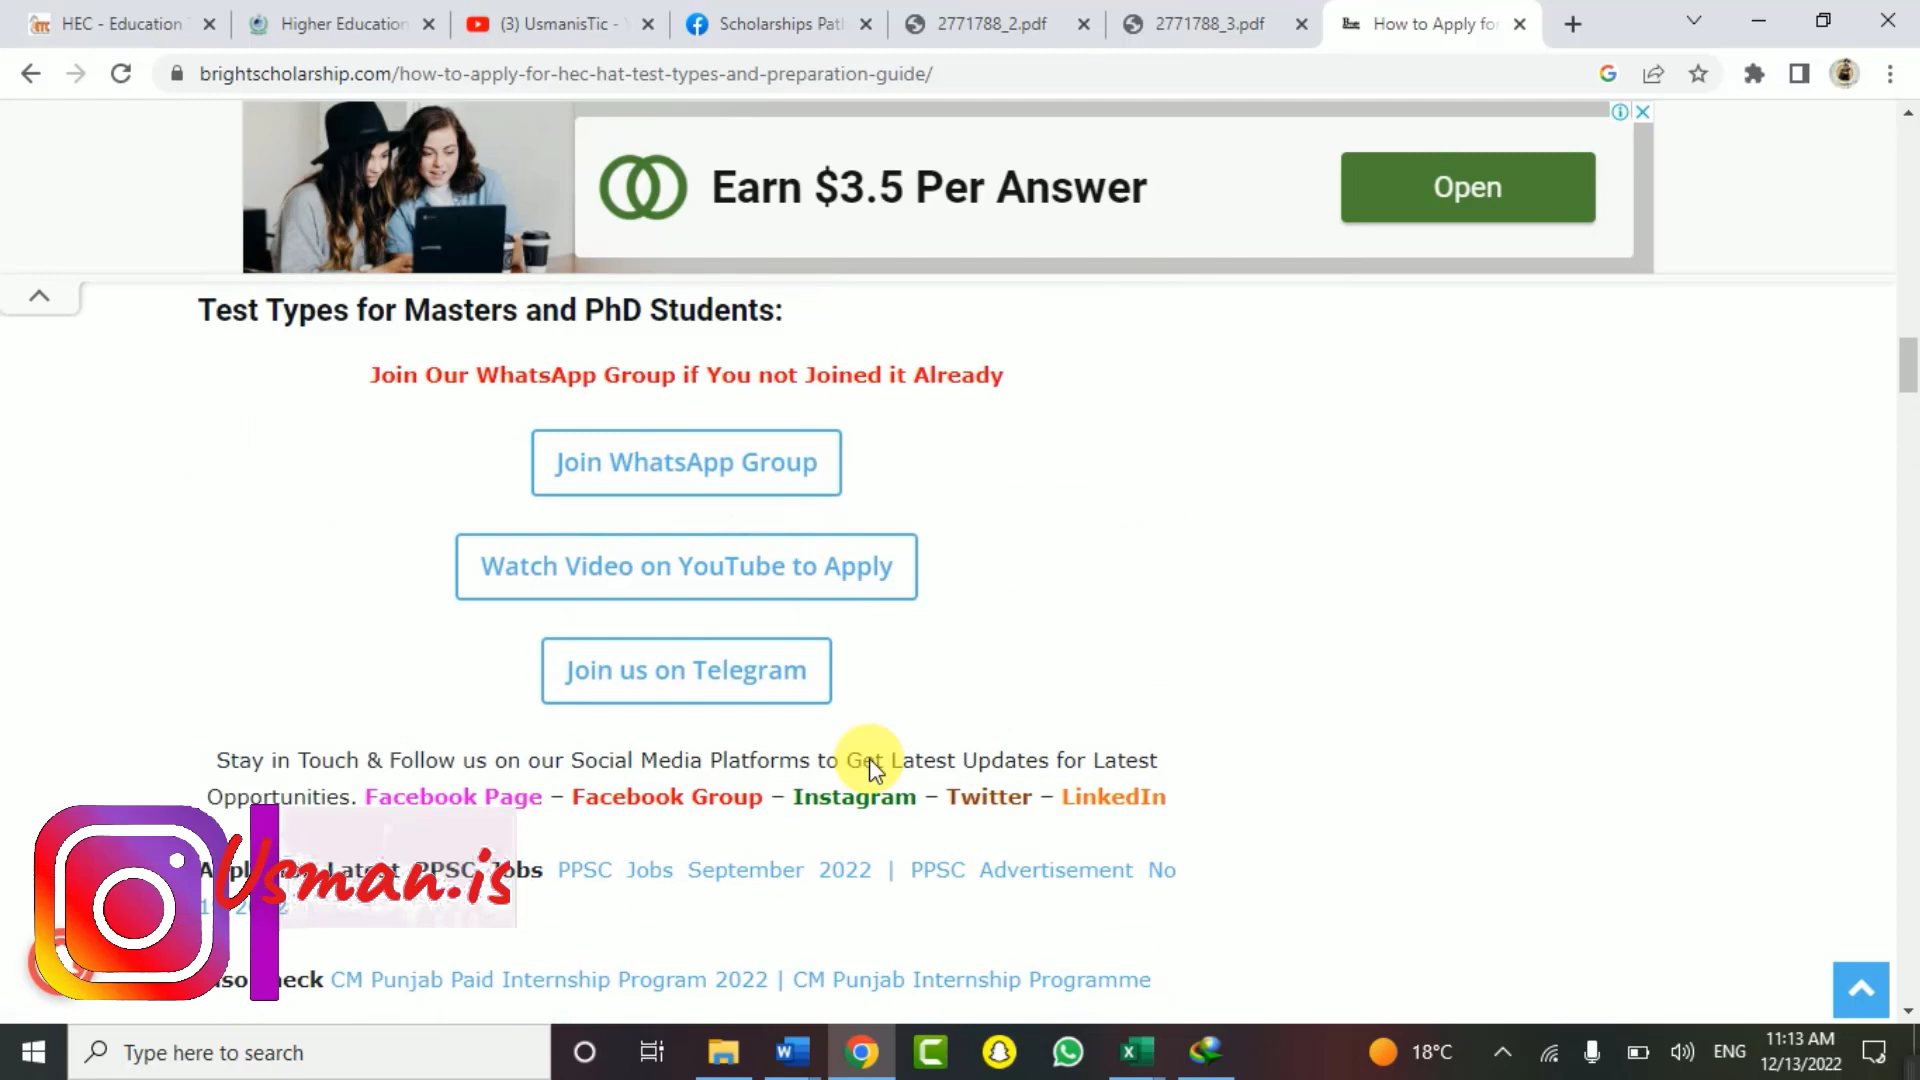 HEC - Education
Higher Education
(3) UsmanisTic -
Scholarships Path
2771788_2.pdf
2771788_3.pdf
How to Apply for
brightscholarship.com/how-to-apply-for-hec-hat-test-types-and-preparation-guide/
Earn $3.5 Per Answer
Open
Test Types for Masters and PhD Students:
Join Our WhatsApp Group if You not Joined it Already
Join WhatsApp Group
Watch Video on YouTube to Apply
Join us on Telegram
Stay in Touch & Follow us on our Social Media Platforms to Get Latest Updates for Latest
Opportunities. Facebook Page – Facebook Group – Instagram – Twitter – LinkedIn
Latest PPSC Jobs PPSC Jobs September 2022 | PPSC Advertisement No
Usman.is
CM Punjab Paid Internship Program 2022 | CM Punjab Internship Programme
Type here to search
18°C
ENG
11:13 AM
12/13/2022